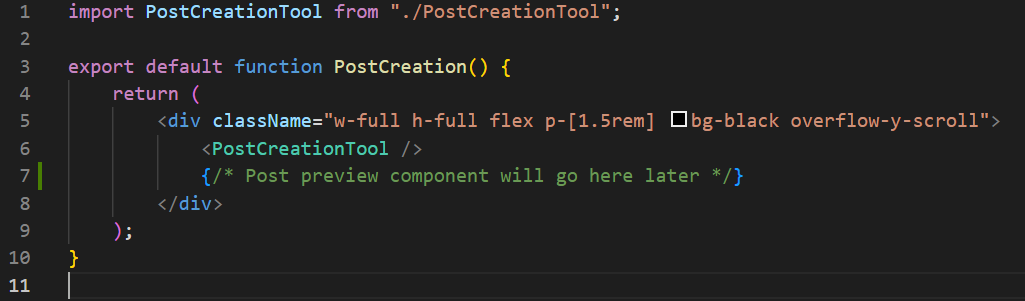 1 import PostCreationTool from "./PostCreationTool";
2
3 export default function PostCreation() {
4     return (
5         <div className="w-full h-full flex p-[1.5rem] bg-black overflow-y-scroll">
6             <PostCreationTool />
7             {/* Post preview component will go here later */}
8         </div>
9     );
10 }
11